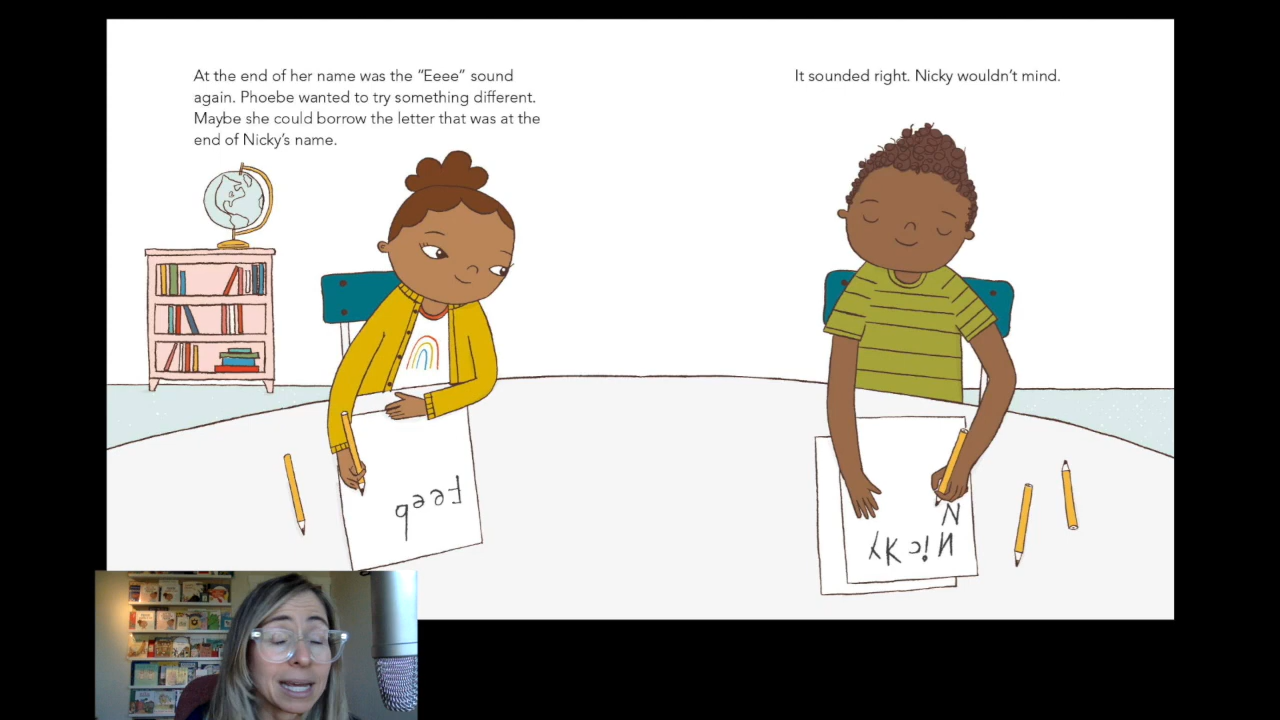 At the end of her name was the “Eeee” sound
again. Phoebe wanted to try something different.
Maybe she could borrow the letter that was at the
end of Nicky’s name.
It sounded right. Nicky wouldn’t mind.
Feeb
N
Nicky